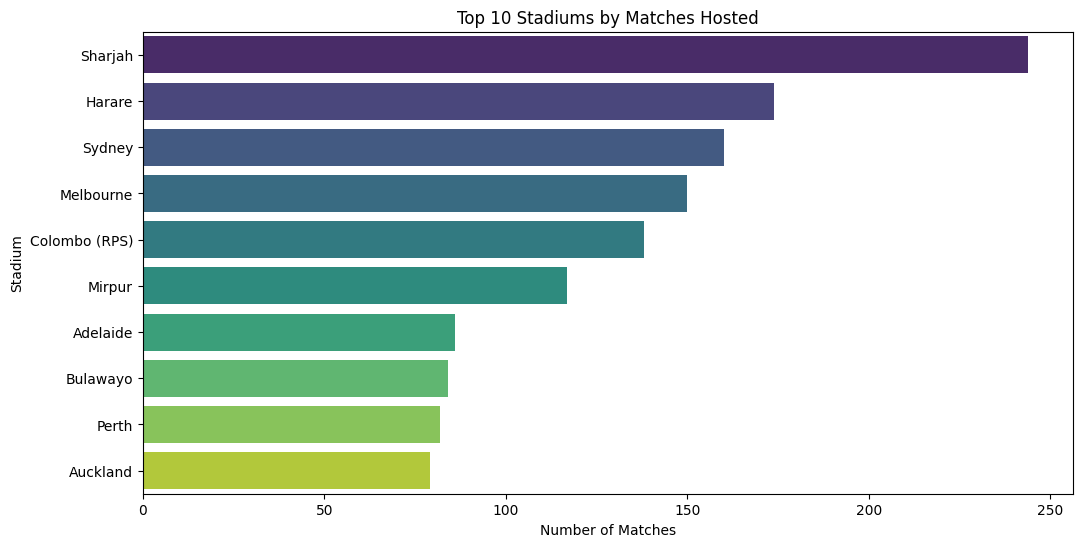 Top 10 Stadiums by Matches Hosted
Stadium
Sharjah
Harare
Sydney
Melbourne
Colombo (RPS)
Mirpur
Adelaide
Bulawayo
Perth
Auckland
0 50 100 150 200 250
Number of Matches